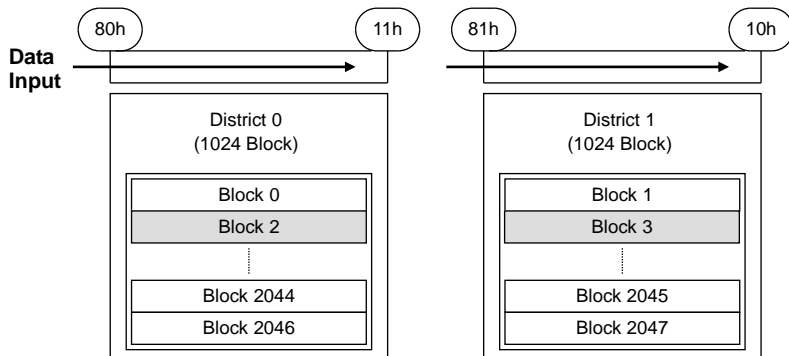 80h 11h 81h 10h
Data
Input
District 0 District 1
(1024 Block) (1024 Block)
Block 0 Block 1
Block 2 Block 3
Block 2044 Block 2045
Block 2046 Block 2047